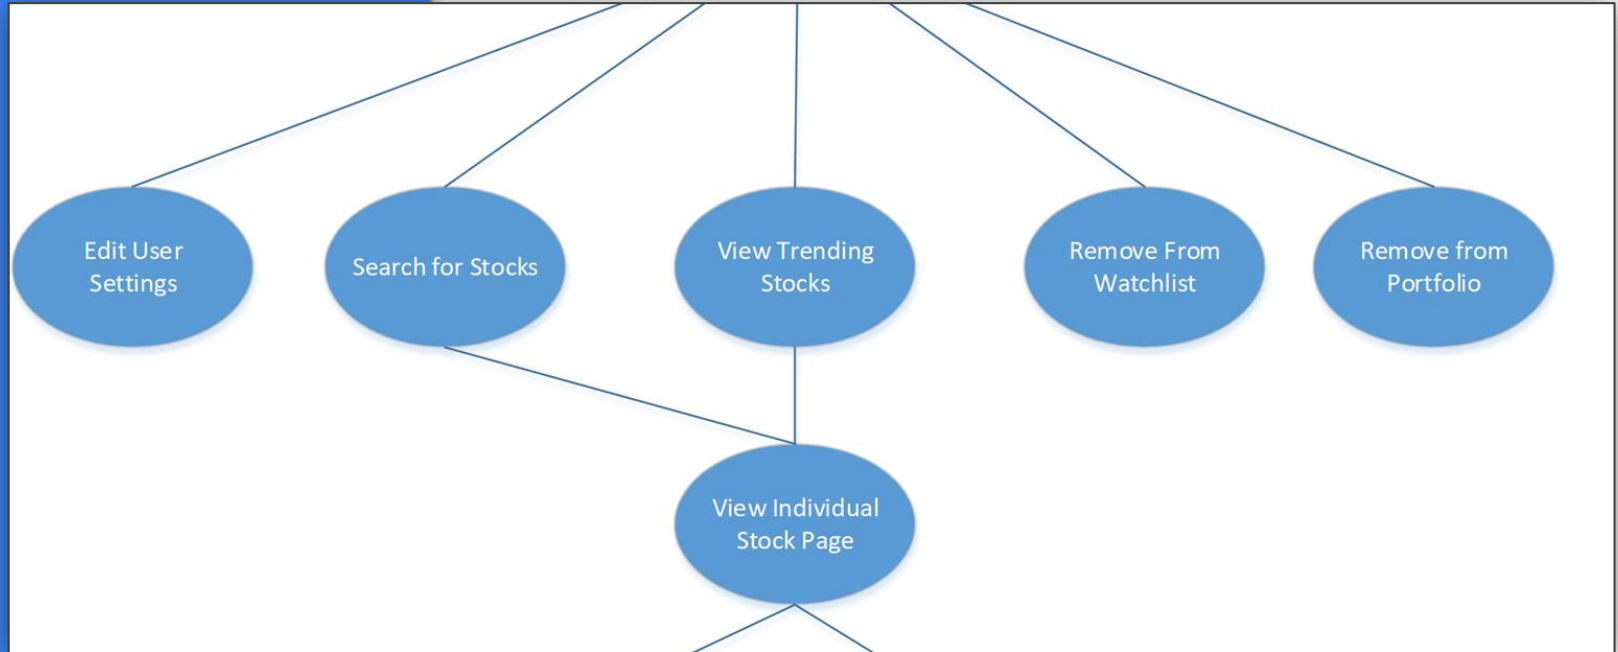 Edit User
Settings
Search for Stocks
View Trending
Stocks
Remove From
Watchlist
Remove from
Portfolio
View Individual
Stock Page